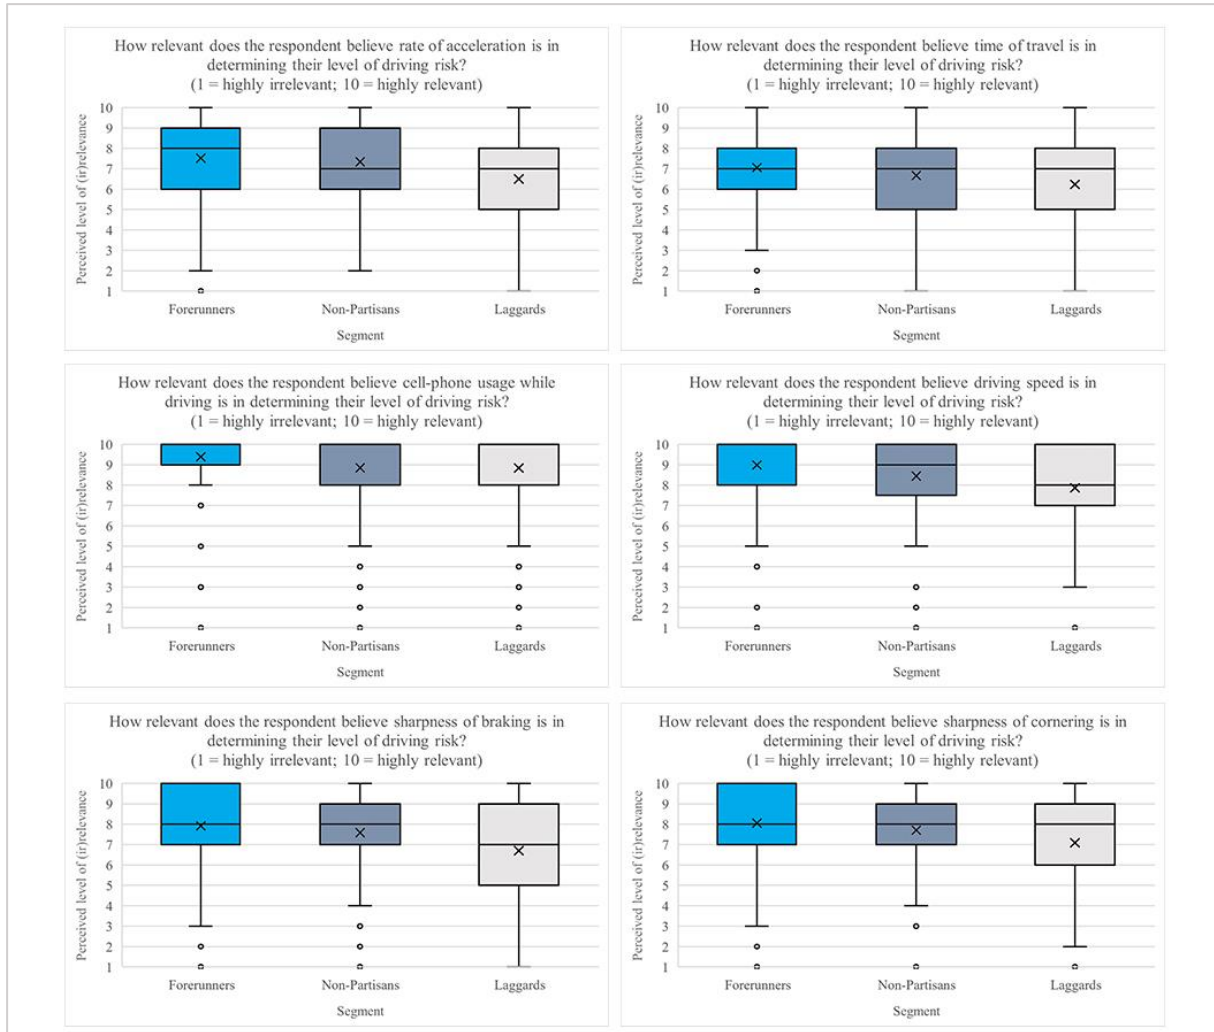 How relevant does the respondent believe rate of acceleration is in
determining their level of driving risk?
(1 = highly irrelevant; 10 = highly relevant)
Perceived level of (ir)relevance
10
9
8
7
6
5
4
3
2
1
Forerunners
Non-Partisans
Laggards
Segment
How relevant does the respondent believe time of travel is in
determining their level of driving risk?
(1 = highly irrelevant; 10 = highly relevant)
Perceived level of (ir)relevance
10
9
8
7
6
5
4
3
2
1
Forerunners
Non-Partisans
Laggards
Segment
How relevant does the respondent believe cell-phone usage while
driving is in determining their level of driving risk?
(1 = highly irrelevant; 10 = highly relevant)
Perceived level of (ir)relevance
10
9
8
7
6
5
4
3
2
1
Forerunners
Non-Partisans
Laggards
Segment
How relevant does the respondent believe driving speed is in
determining their level of driving risk?
(1 = highly irrelevant; 10 = highly relevant)
Perceived level of (ir)relevance
10
9
8
7
6
5
4
3
2
1
Forerunners
Non-Partisans
Laggards
Segment
How relevant does the respondent believe sharpness of braking is in
determining their level of driving risk?
(1 = highly irrelevant; 10 = highly relevant)
Perceived level of (ir)relevance
10
9
8
7
6
5
4
3
2
1
Forerunners
Non-Partisans
Laggards
Segment
How relevant does the respondent believe sharpness of cornering is in
determining their level of driving risk?
(1 = highly irrelevant; 10 = highly relevant)
Perceived level of (ir)relevance
10
9
8
7
6
5
4
3
2
1
Forerunners
Non-Partisans
Laggards
Segment